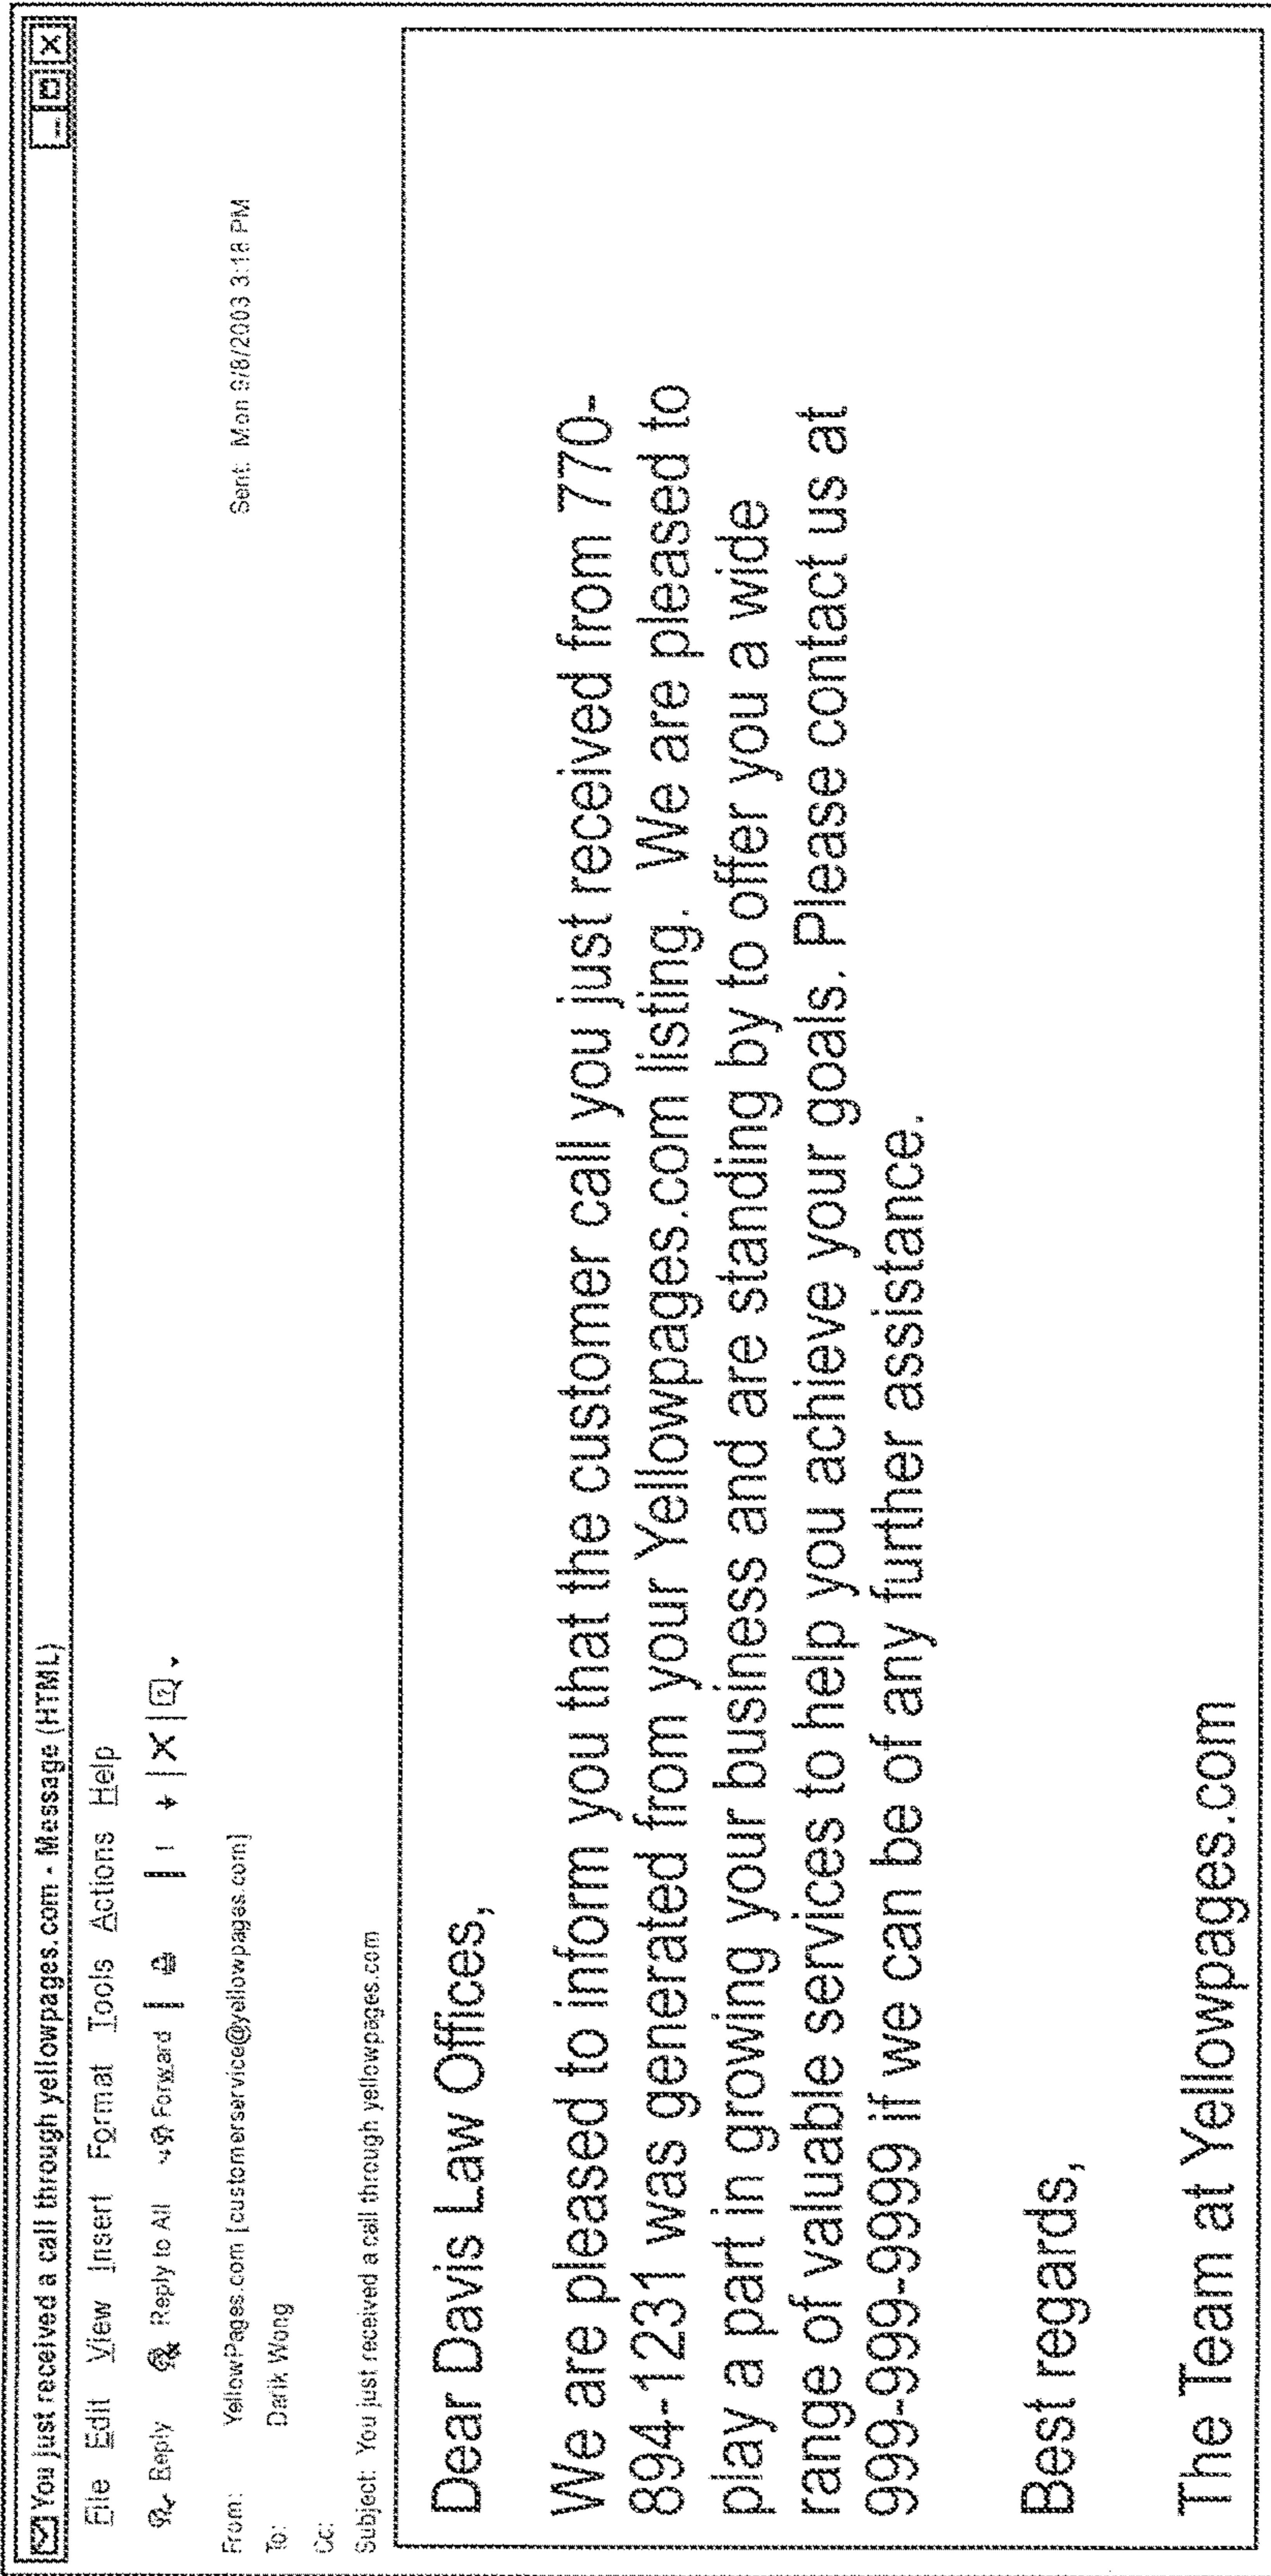 You just received a call through yellowpages.com - Message (HTML)
File Edit View Insert Format Tools Actions Help
Reply Reply to All Forward
From: YellowPages.com [customerservice@yellowpages.com] Sent: Mon 9/8/2003 3:18 PM
To: Darik Wong
Cc:
Subject: You just received a call through yellowpages.com
Dear Davis Law Offices,
We are pleased to inform you that the customer call you just received from 770-
894-1231 was generated from your Yellowpages.com listing. We are pleased to
play a part in growing your business and are standing by to offer you a wide
range of valuable services to help you achieve your goals. Please contact us at
999-999-9999 if we can be of any further assistance.
Best regards,
The Team at Yellowpages.com